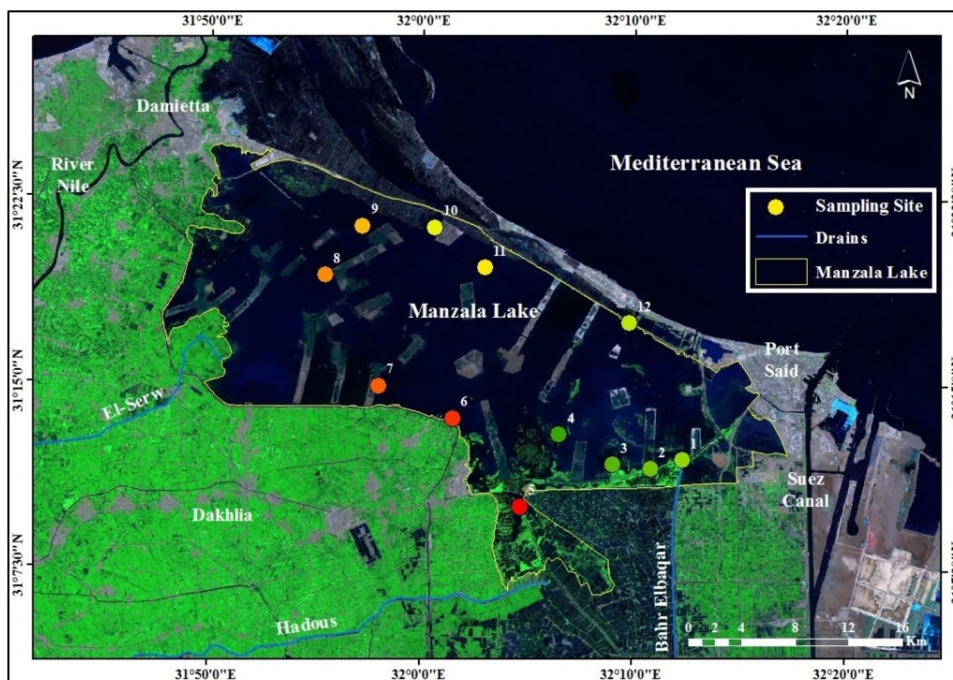 31°50'0"E 32°0'0"E 32°10'0"E 32°20'0"E
N
Damietta
River
Nile
Mediterranean Sea
31°22'30"N
Sampling Site
Drains
Manzala Lake
9
10
8
11
Manzala Lake
12
Port
Said
31°15'0"N
El-Serw
7
6
4
3
2
1
5
Suez
Canal
Dakhlia
31°7'30"N
Hadous
Bahr Elbaqar
0 2 4 8 12 16
Km
31°50'0"E 32°0'0"E 32°10'0"E 32°20'0"E